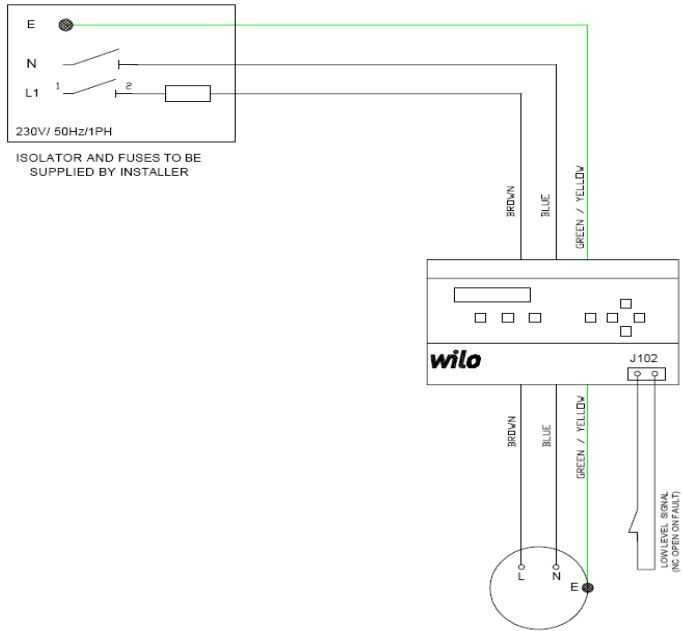 E
N
L1 1 2
230V/ 50Hz/1PH
ISOLATOR AND FUSES TO BE
SUPPLIED BY INSTALLER
BROWN
BLUE
GREEN / YELLOW
wilo
J102
BROWN
BLUE
GREEN / YELLOW
LOW LEVEL SIGNAL
(NC OPEN ON FAULT)
L N
E